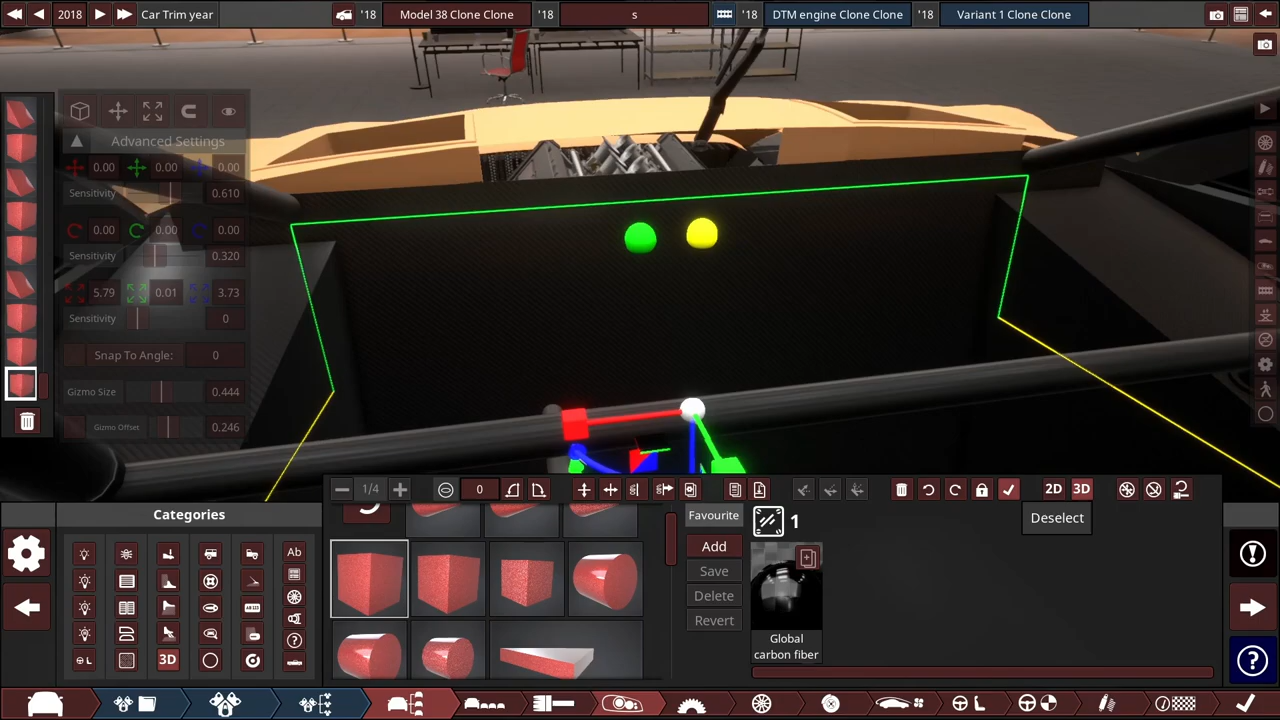 2018 Car Trim year '18 Model 38 Clone Clone '18 s '18 DTM engine Clone Clone '18 Variant 1 Clone Clone
Advanced Settings
0.00 0.00 0.00
Sensitivity 0.610
0.00 0.00 0.00
Sensitivity 0.320
5.79 0.01 3.73
Sensitivity 0
Snap To Angle: 0
Gizmo Size 0.444
Gizmo Offset 0.246
1/4 0 2D 3D
Categories
Favourite 1
Deselect
Add
Save
Delete
Revert
Ab
3D
Global
carbon fiber